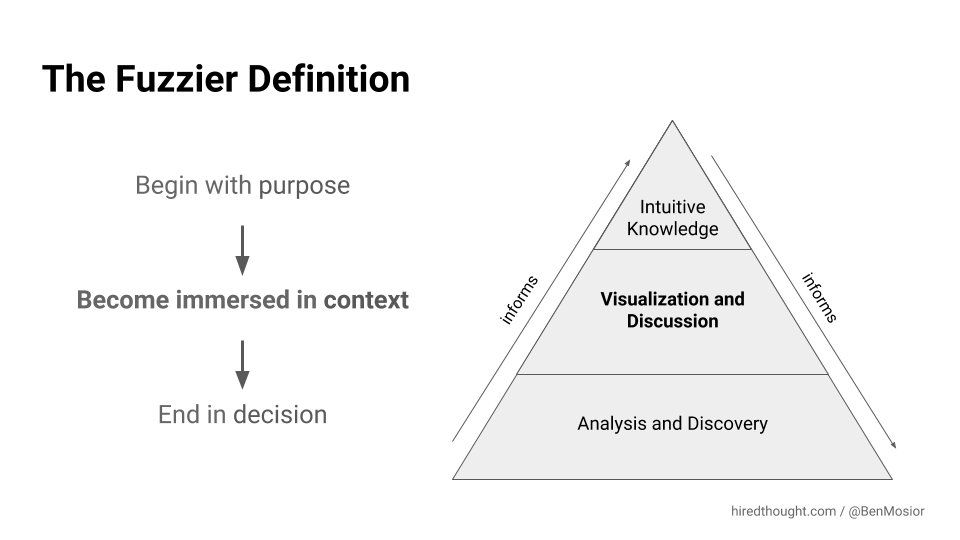 The Fuzzier Definition
Begin with purpose
Become immersed in context
End in decision
Intuitive
Knowledge
Visualization and
Discussion
Analysis and Discovery
informs
informs
hiredthought.com / @BenMosior